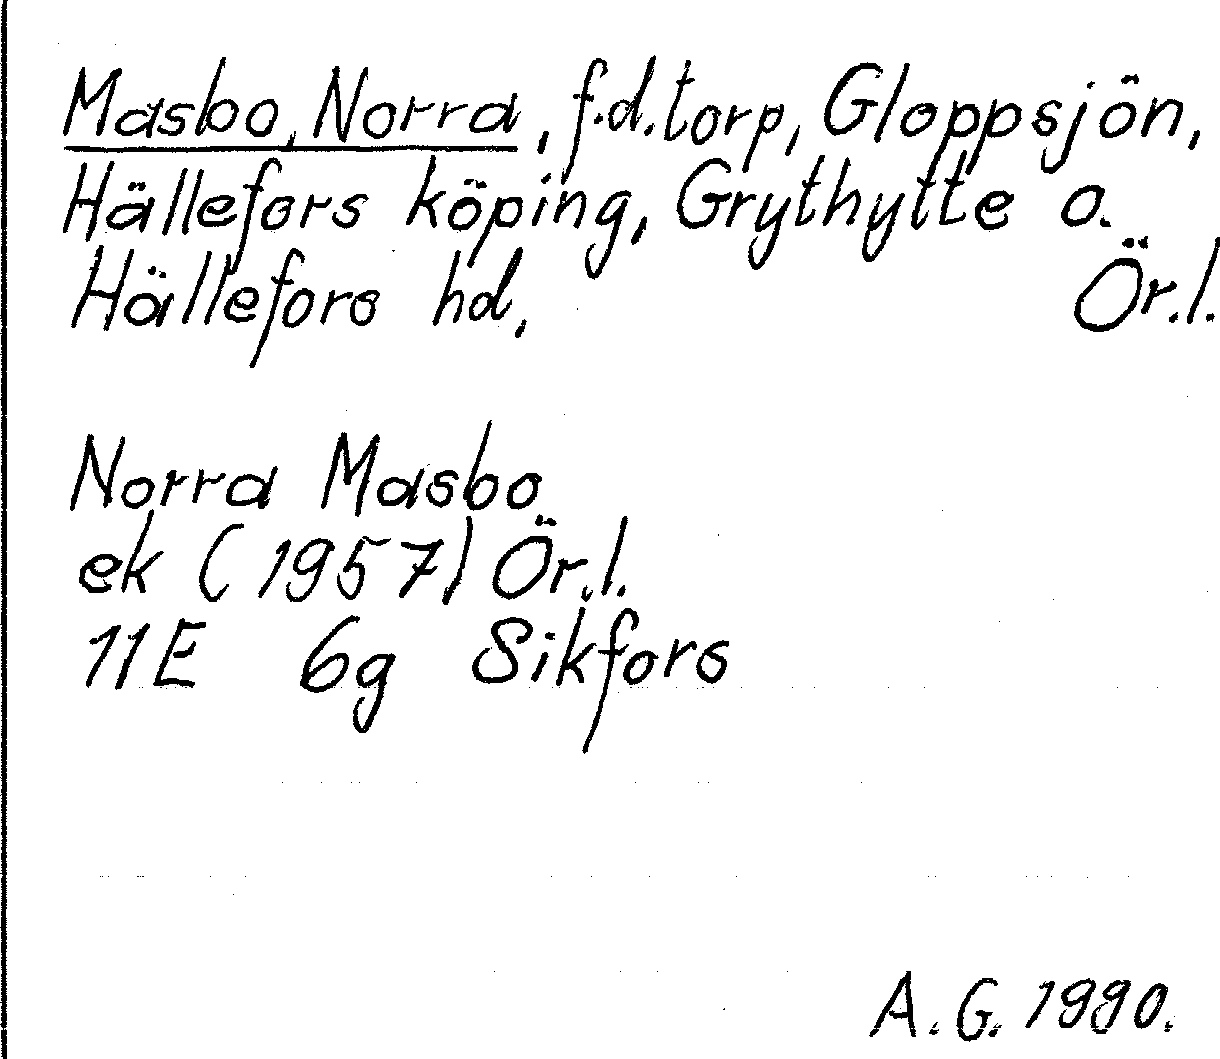 Masbo, Norra, f.d. torp, Gloppsjön,
Hällefors köping, Grythytte o.
Hällefors hd, Ör.l.
Norra Masbo
ek (1957) Ör.l.
11E 6g Sikfors
A.G. 1990.